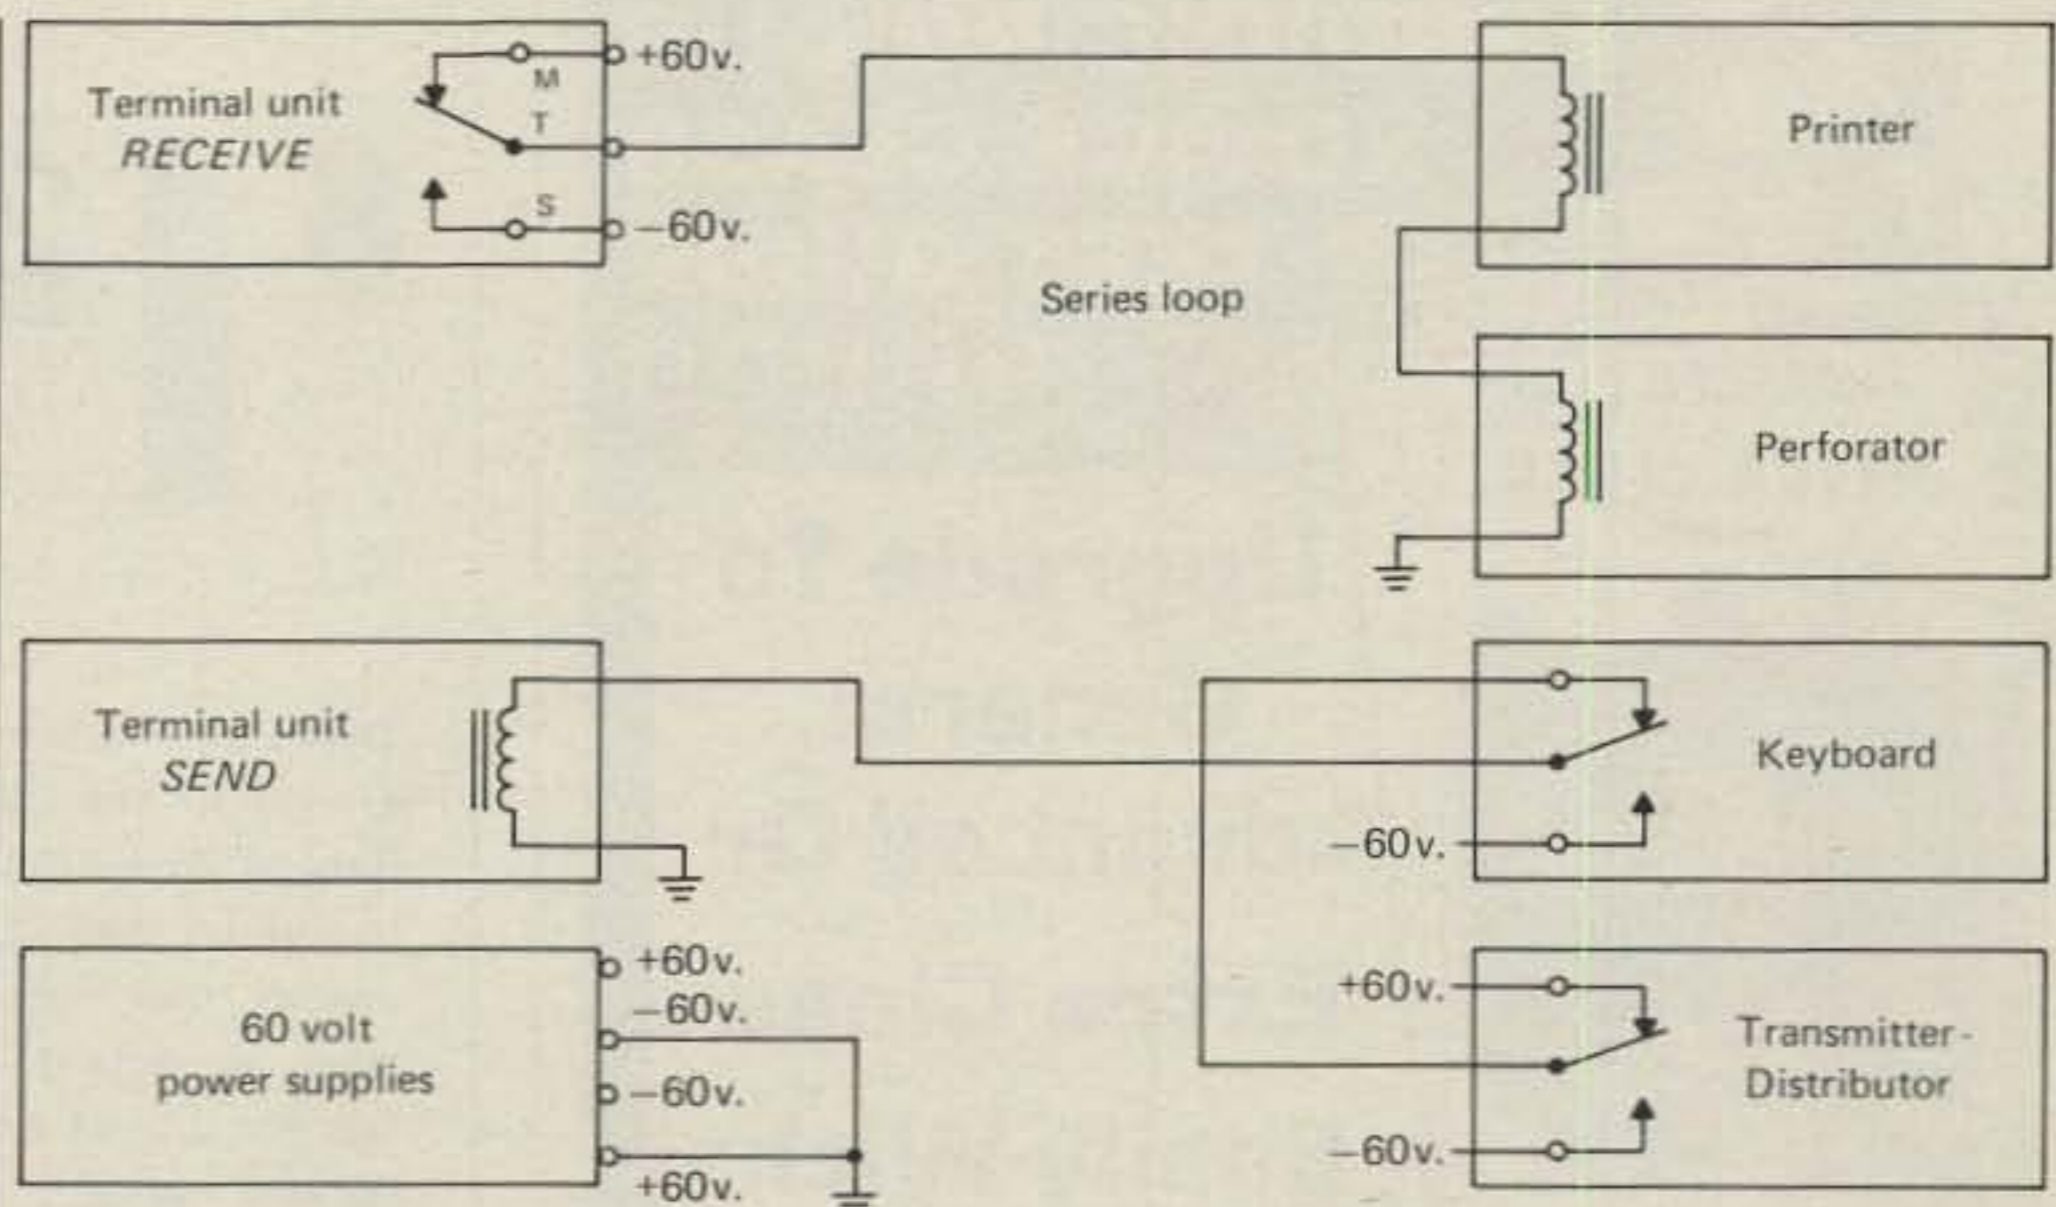 Terminal unit
RECEIVE
M
T
S
+60v.
−60v.
Printer
Series loop
Perforator
Terminal unit
SEND
Keyboard
−60v.
60 volt
power supplies
+60v.
−60v.
−60v.
+60v.
+60v.
−60v.
Transmitter-
Distributor